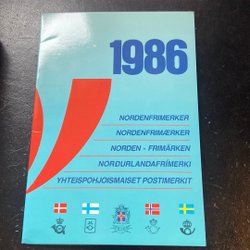 1986
NORDENFRIMERKER
NORDENFRIMÆRKER
NORDEN - FRIMÄRKEN
NORÐURLANDAFRÍMERKI
YHTEISPOHJOISMAISET POSTIMERKIT